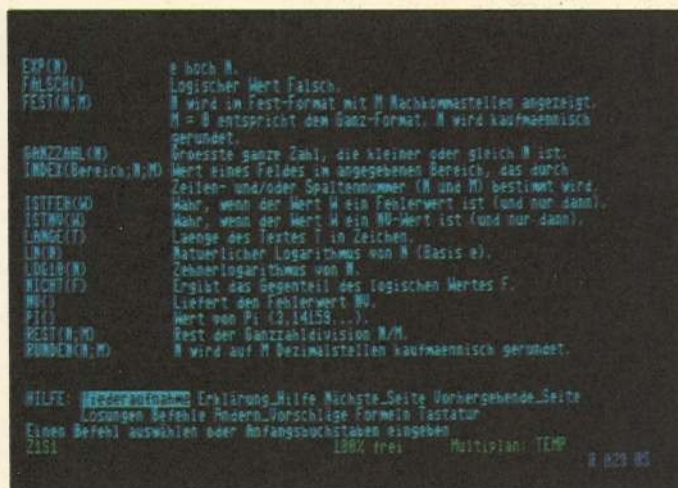 EXP(N) e hoch N.
FALSCH() Logischer Wert Falsch.
FEST(N;M) N wird im Fest-Format mit M Nachkommastellen angezeigt.
M = 0 entspricht dem Ganz-Format. N wird kaufmaennisch
gerundet.
GANZZAHL(N) Groesste ganze Zahl, die kleiner oder gleich N ist.
INDEX(Bereich;N;M) Wert eines Feldes im angegebenen Bereich, das durch
Zeilen- und/oder Spaltennummer (N und M) bestimmt wird.
ISTFEH(W) Wahr, wenn der Wert W ein Fehlerwert ist (und nur dann).
ISTNV(W) Wahr, wenn der Wert W ein NV-Wert ist (und nur dann).
LANGE(T) Laenge des Textes T in Zeichen.
LN(N) Natuerlicher Logarithmus von N (Basis e).
LOG10(N) Zehnerlogarithmus von N.
NICHT(F) Ergibt das Gegenteil des logischen Wertes F.
NV() Liefert den Fehlerwert NV.
PI() Wert von Pi (3,14159...).
REST(N;M) Rest der Ganzzahldivision N/M.
RUNDEN(N;M) N wird auf M Dezimalstellen kaufmaennisch gerundet.
HILFE: Wiederaufnahme Erklärung_Hilfe Nächste_Seite Vorhergehende_Seite
Lösungen Befehle Ändern_Vorschläge Formeln Tastatur
Einen Befehl auswählen oder Anfangsbuchstaben eingeben
Z1S1 100% frei Multiplan: TEMP